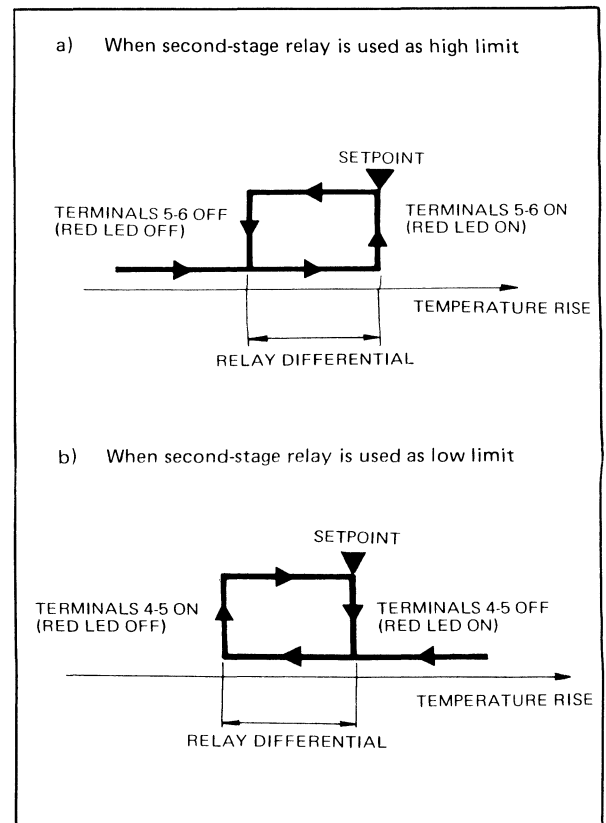 a) When second-stage relay is used as high limit
SETPOINT
TERMINALS 5-6 OFF
(RED LED OFF)
TERMINALS 5-6 ON
(RED LED ON)
TEMPERATURE RISE
RELAY DIFFERENTIAL
b) When second-stage relay is used as low limit
SETPOINT
TERMINALS 4-5 ON
(RED LED OFF)
TERMINALS 4-5 OFF
(RED LED ON)
TEMPERATURE RISE
RELAY DIFFERENTIAL